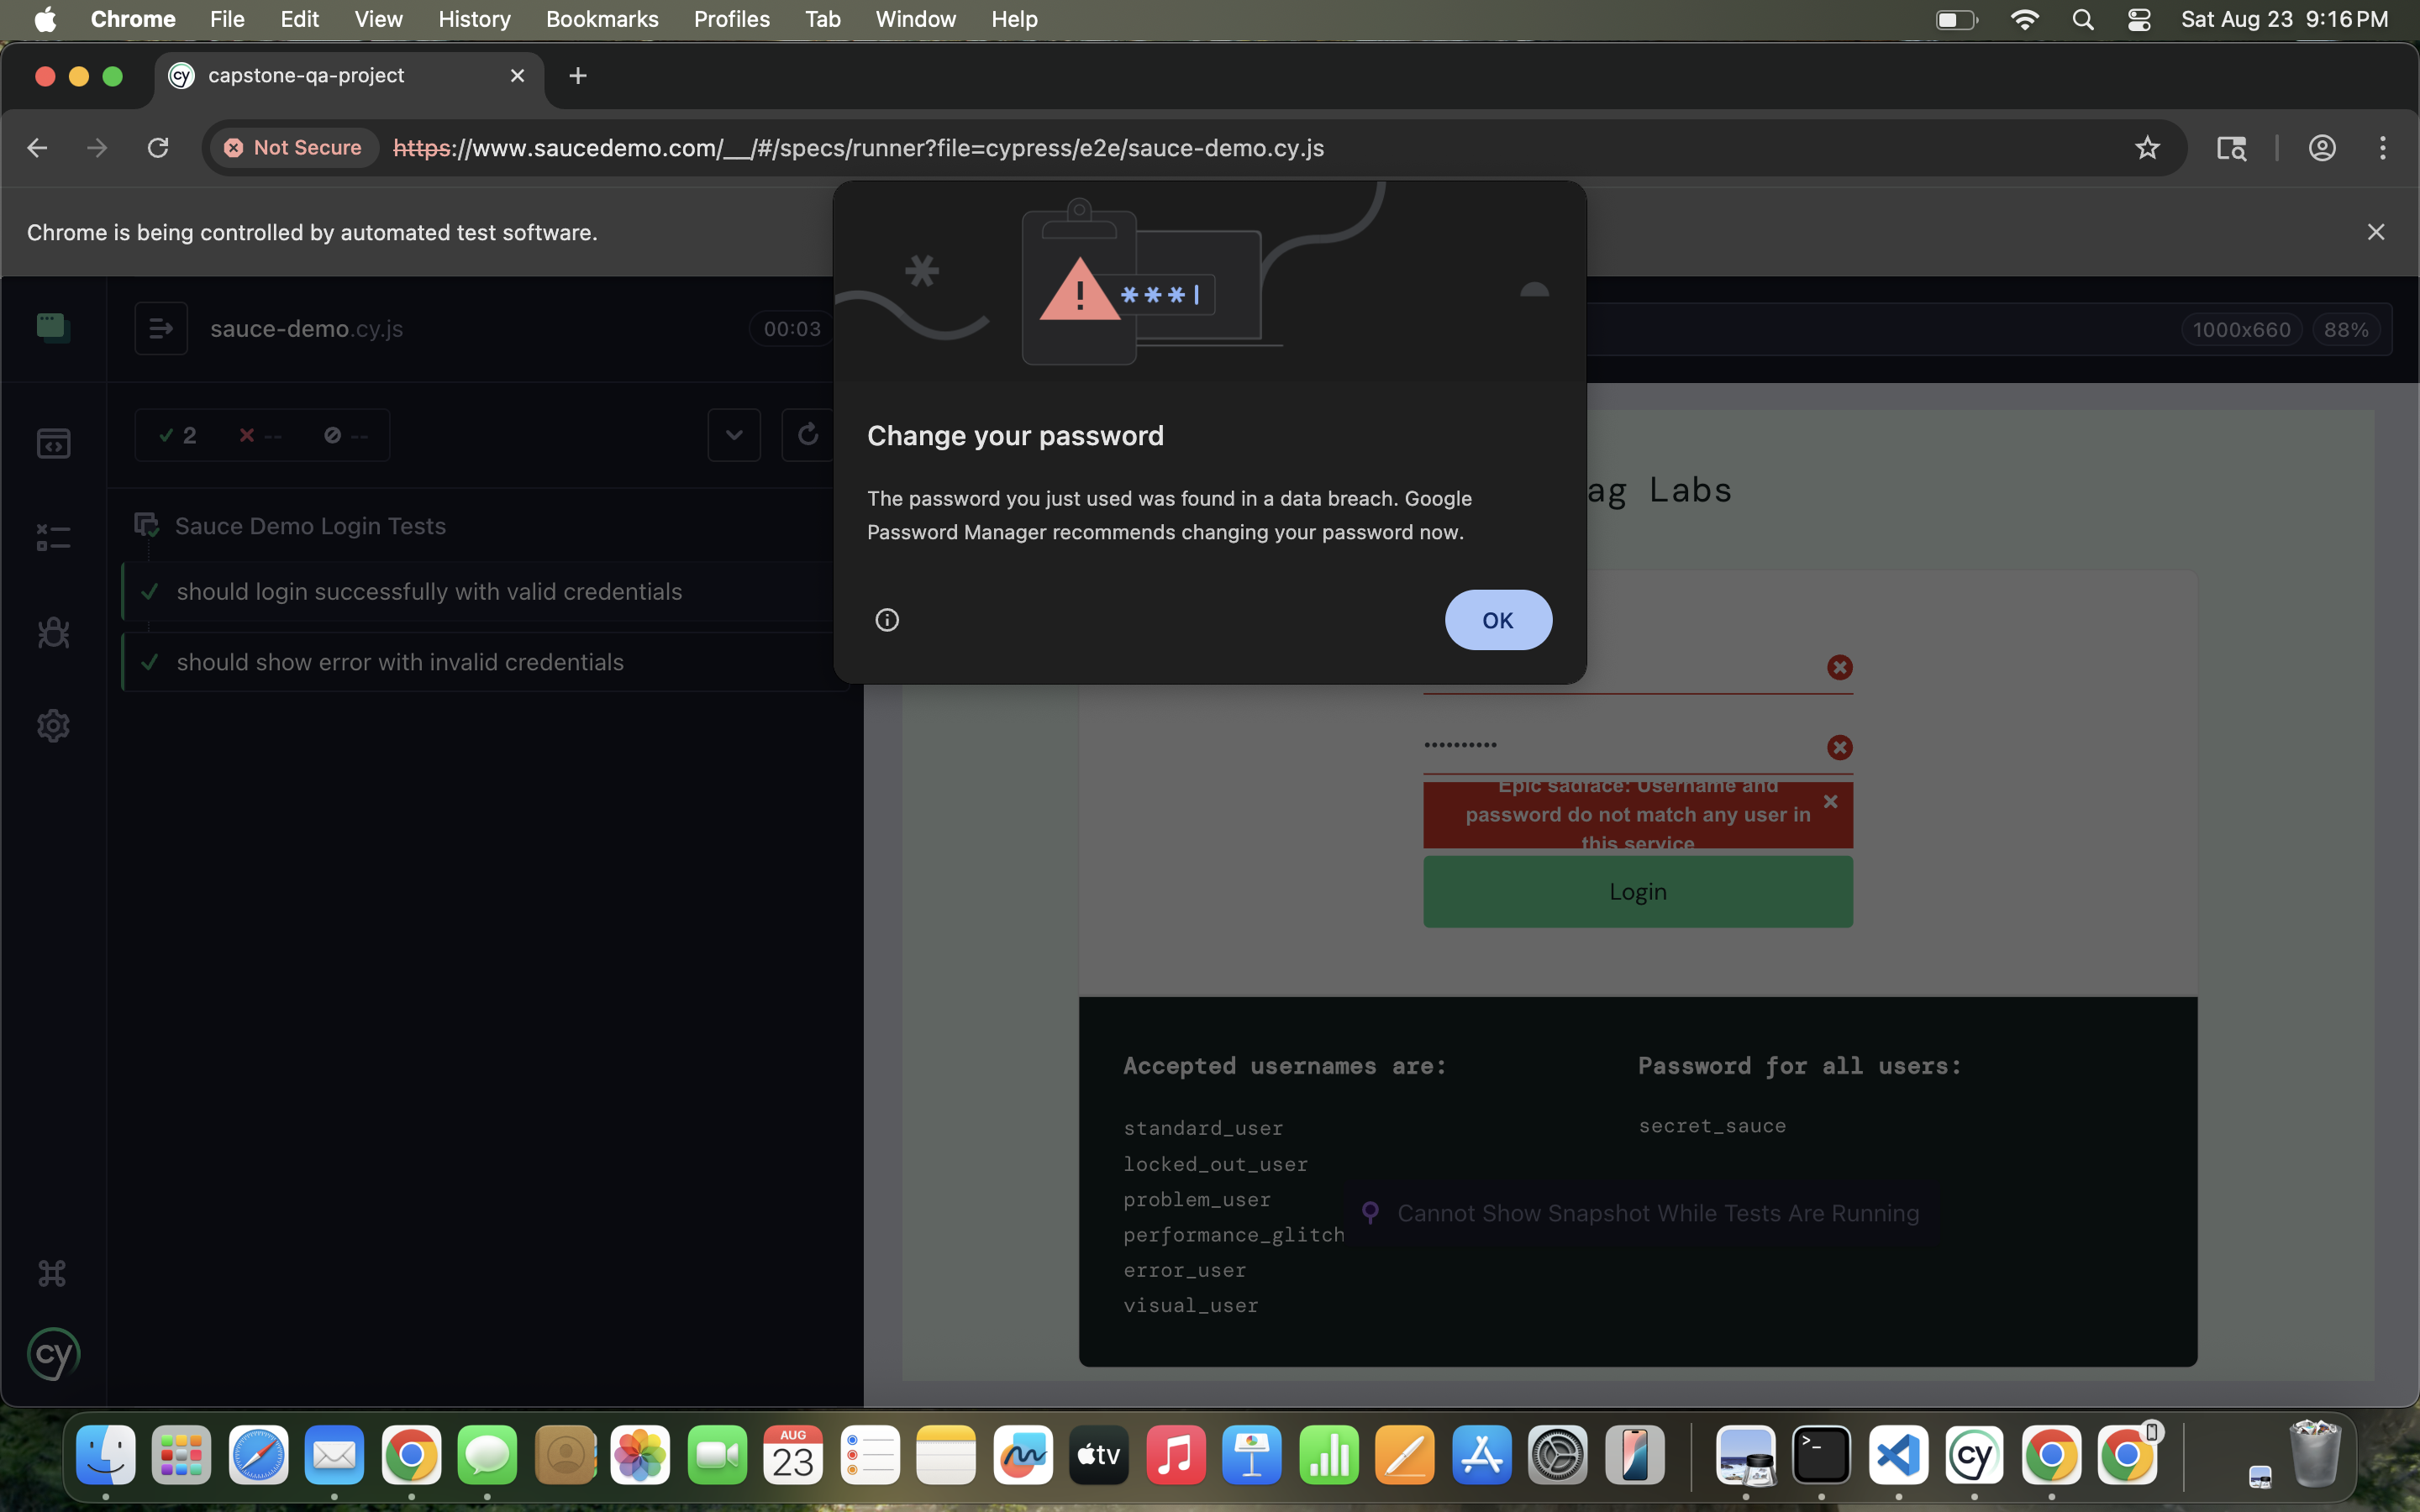 Chrome File Edit View History Bookmarks Profiles Tab Window Help Sat Aug 23 9:16 PM
cy capstone-qa-project
Not Secure https://www.saucedemo.com/__/#/specs/runner?file=cypress/e2e/sauce-demo.cy.js
Chrome is being controlled by automated test software.
! ***|
sauce-demo.cy.js 00:03
1000x660 88%
2 -- --
Change your password
The password you just used was found in a data breach. Google
Password Manager recommends changing your password now.
OK
ag Labs
Sauce Demo Login Tests
should login successfully with valid credentials
should show error with invalid credentials
••••••••••
Epic sadface: Username and
password do not match any user in
this service
Login
Accepted usernames are:
standard_user
locked_out_user
problem_user
performance_glitch
error_user
visual_user
Password for all users:
secret_sauce
Cannot Show Snapshot While Tests Are Running
cy
AUG
23
tv
>_
cy